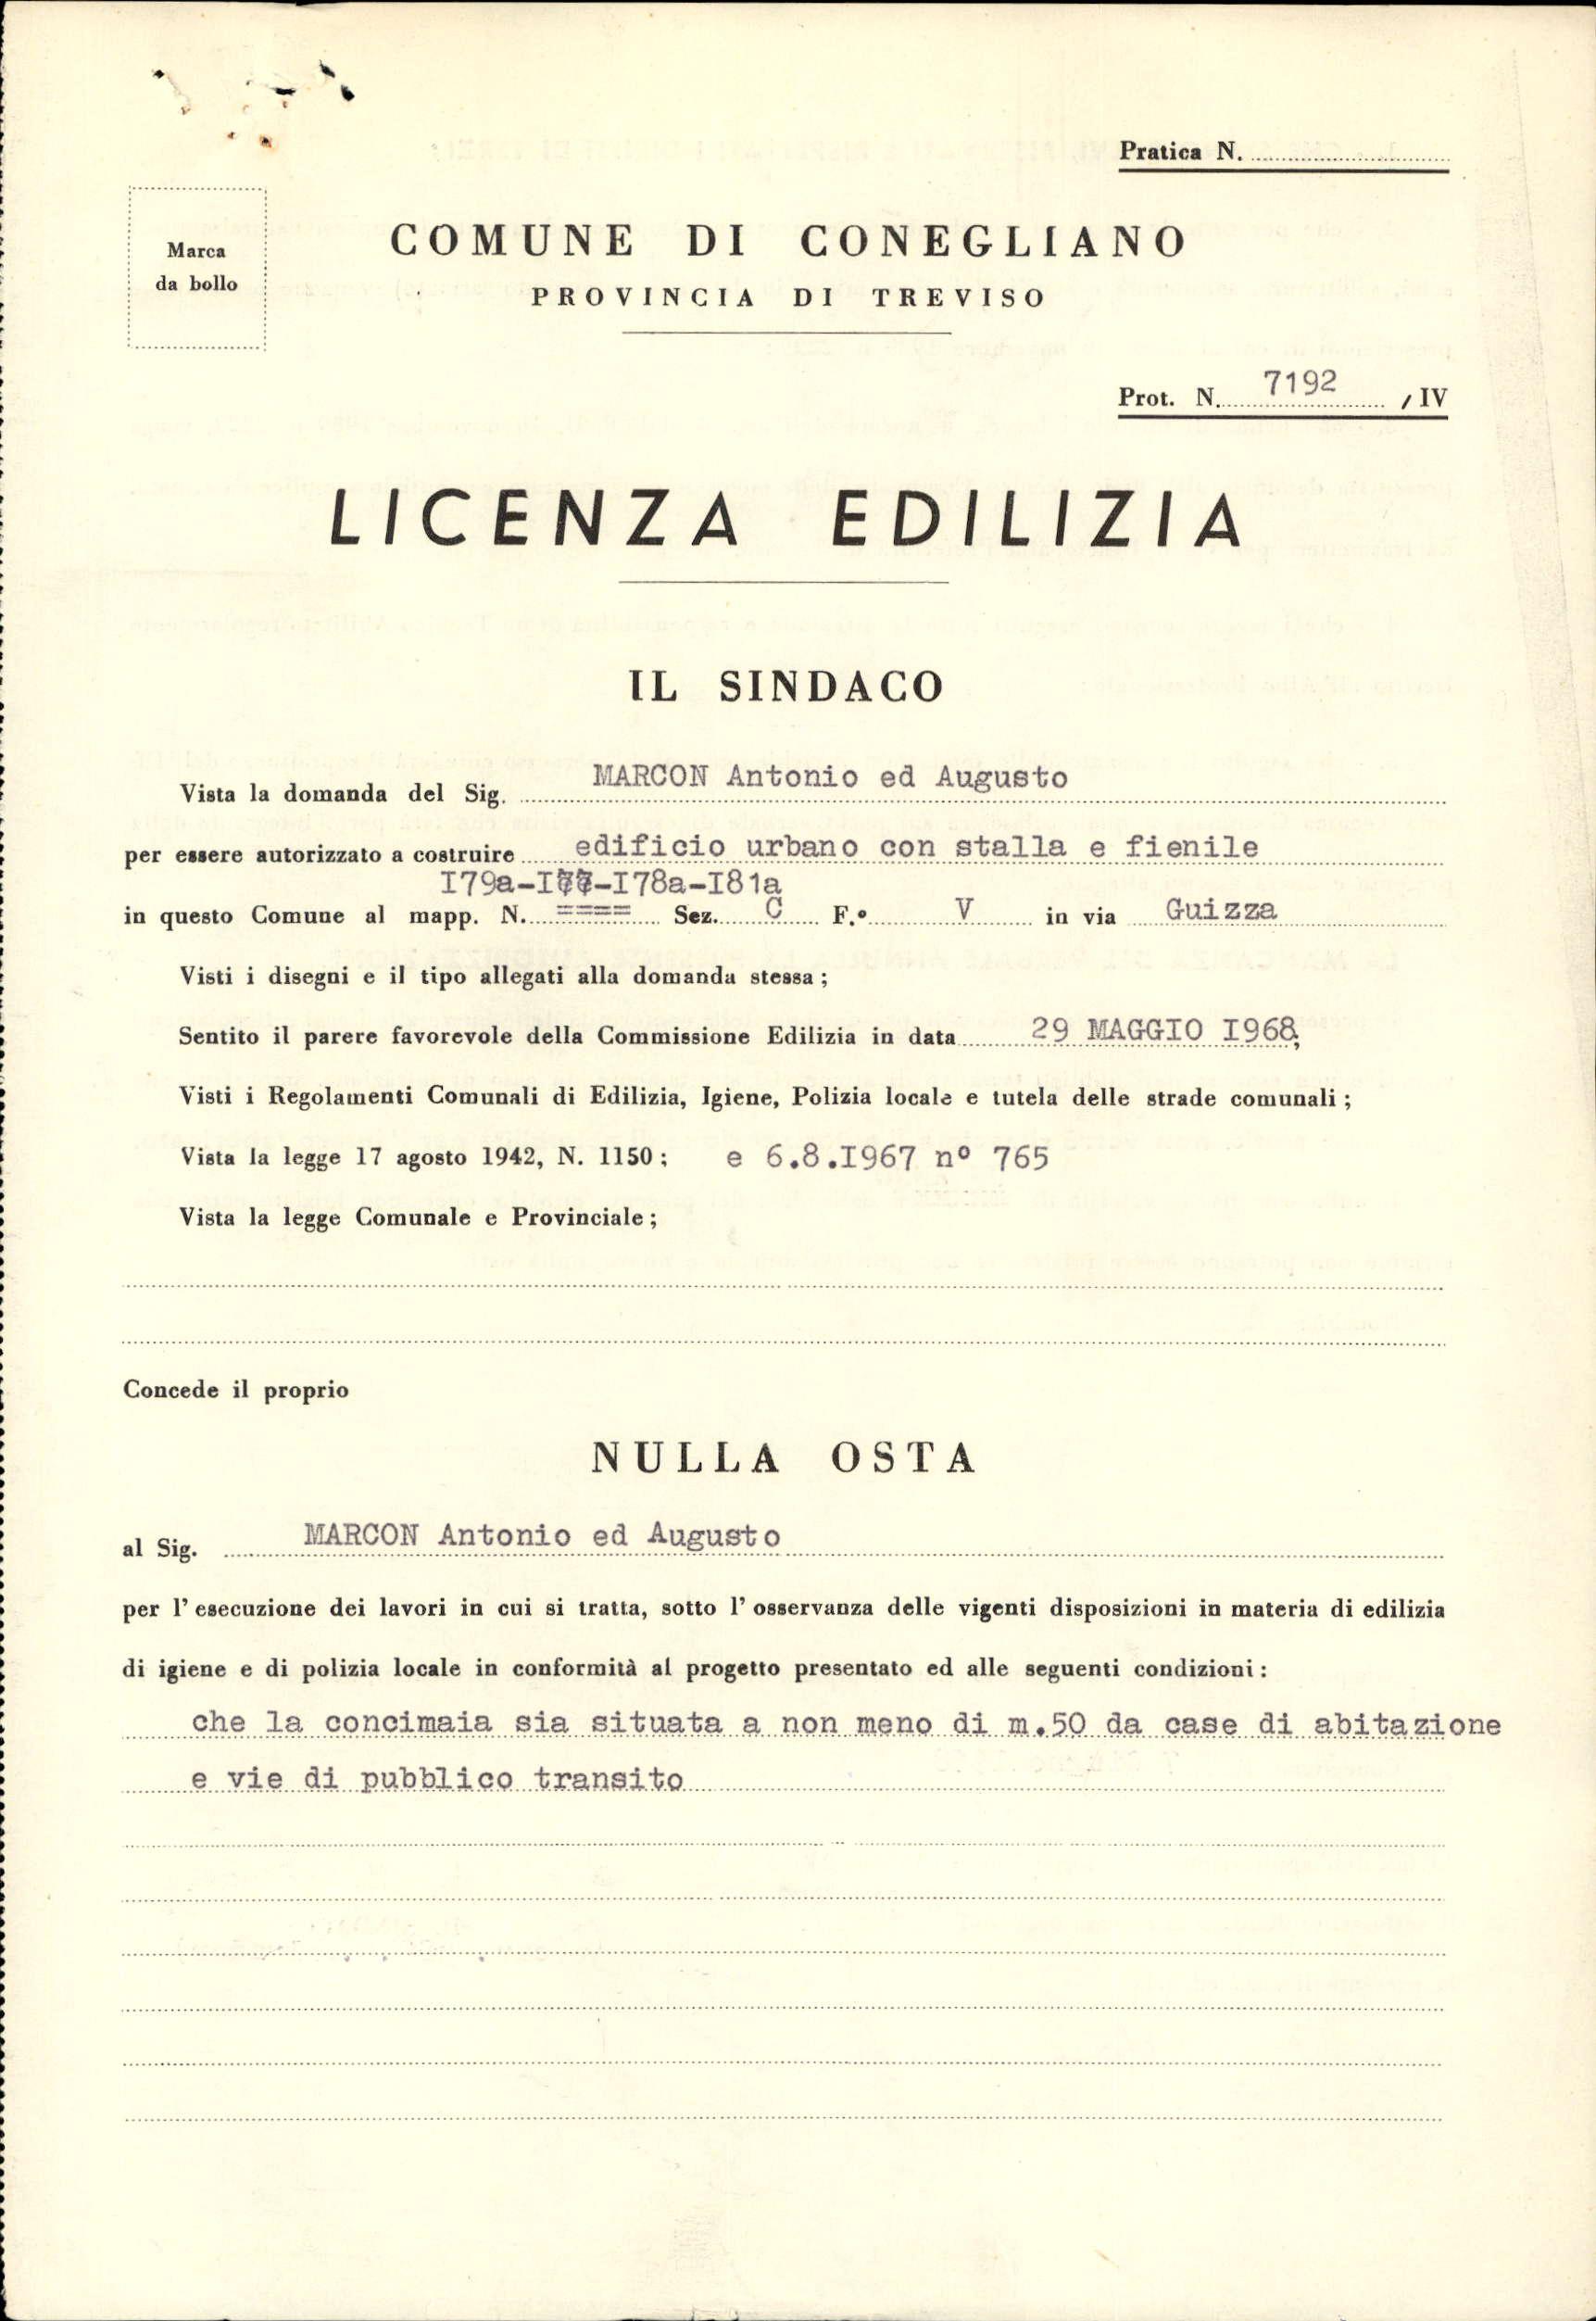 Pratica N.
Marca
da bollo
COMUNE DI CONEGLIANO
PROVINCIA DI TREVISO
Prot. N. 7192 / IV
LICENZA EDILIZIA
IL SINDACO
Vista la domanda del Sig. MARCON Antonio ed Augusto
per essere autorizzato a costruire edificio urbano con stalla e fienile
I79a-I77-I78a-I81a
in questo Comune al mapp. N. ==== Sez. C F.º V in via Guizza
Visti i disegni e il tipo allegati alla domanda stessa ;
Sentito il parere favorevole della Commissione Edilizia in data 29 MAGGIO I968;
Visti i Regolamenti Comunali di Edilizia, Igiene, Polizia locale e tutela delle strade comunali ;
Vista la legge 17 agosto 1942, N. 1150 ; e 6.8.I967 nº 765
Vista la legge Comunale e Provinciale ;
Concede il proprio
NULLA OSTA
al Sig. MARCON Antonio ed Augusto
per l' esecuzione dei lavori in cui si tratta, sotto l' osservanza delle vigenti disposizioni in materia di edilizia
di igiene e di polizia locale in conformità al progetto presentato ed alle seguenti condizioni :
che la concimaia sia situata a non meno di m.50 da case di abitazione
e vie di pubblico transito